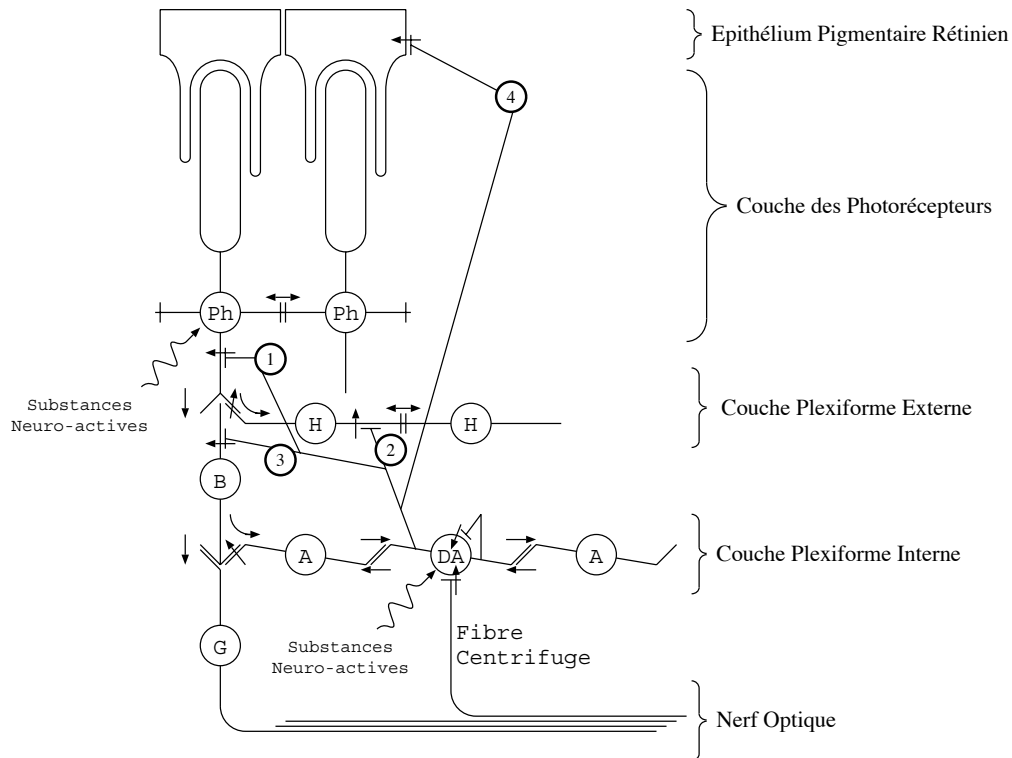 Epithélium Pigmentaire Rétinien
4
Couche des Photorécepteurs
Ph
Ph
1
Substances
Neuro-actives
H
H
Couche Plexiforme Externe
2
3
B
A
DA
A
Couche Plexiforme Interne
Substances
Neuro-actives
Fibre
Centrifuge
G
Nerf Optique